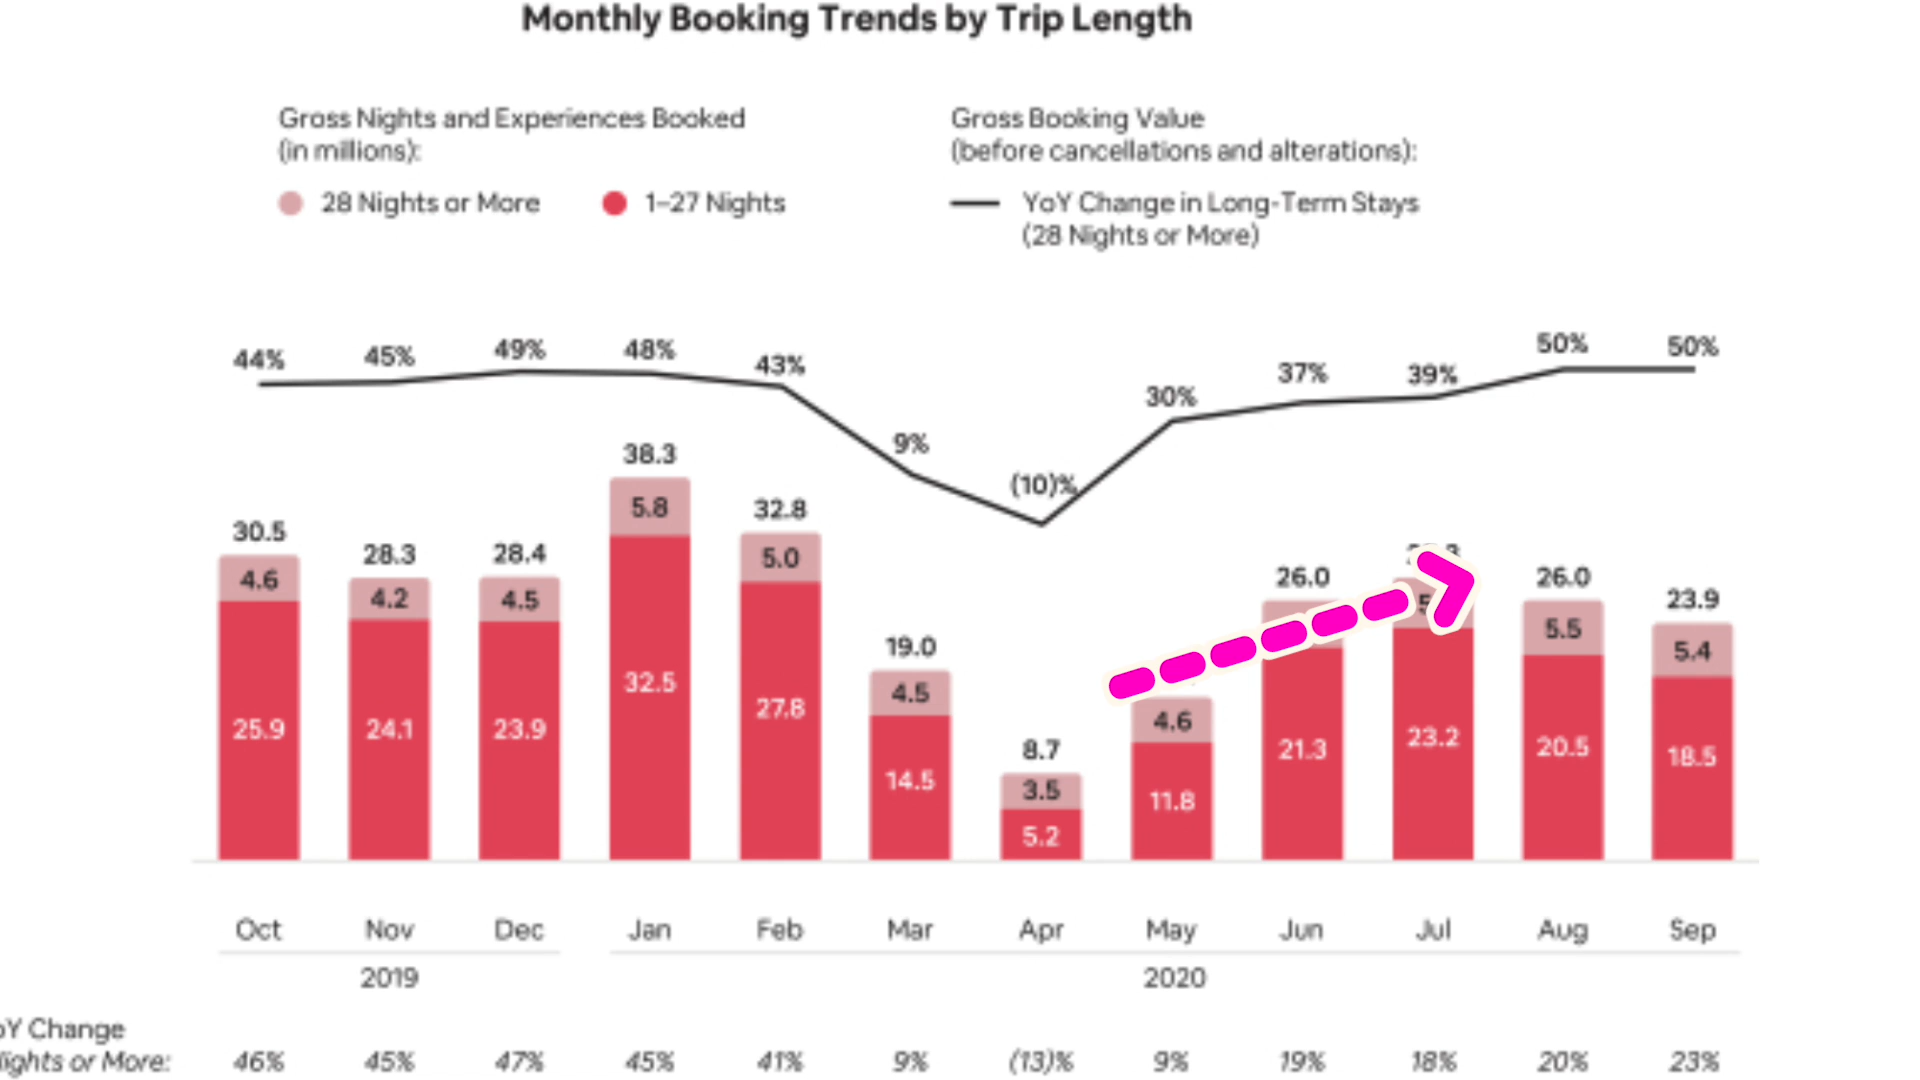 Monthly Booking Trends by Trip Length
Gross Nights and Experiences Booked
(in millions):
28 Nights or More
1–27 Nights
Gross Booking Value
(before cancellations and alterations):
YoY Change in Long-Term Stays
(28 Nights or More)
44% 45% 49% 48% 43% 9% (10)% 30% 37% 39% 50% 50%
30.5 28.3 28.4 38.3 32.8 19.0 8.7 26.0 26.0 23.9
4.6 4.2 4.5 5.8 5.0 4.5 3.5 4.6 5.5 5.4
25.9 24.1 23.9 32.5 27.8 14.5 5.2 11.8 21.3 23.2 20.5 18.5
Oct Nov Dec Jan Feb Mar Apr May Jun Jul Aug Sep
2019 2020
Change
or More:
46% 45% 47% 45% 41% 9% (13)% 9% 19% 18% 20% 23%